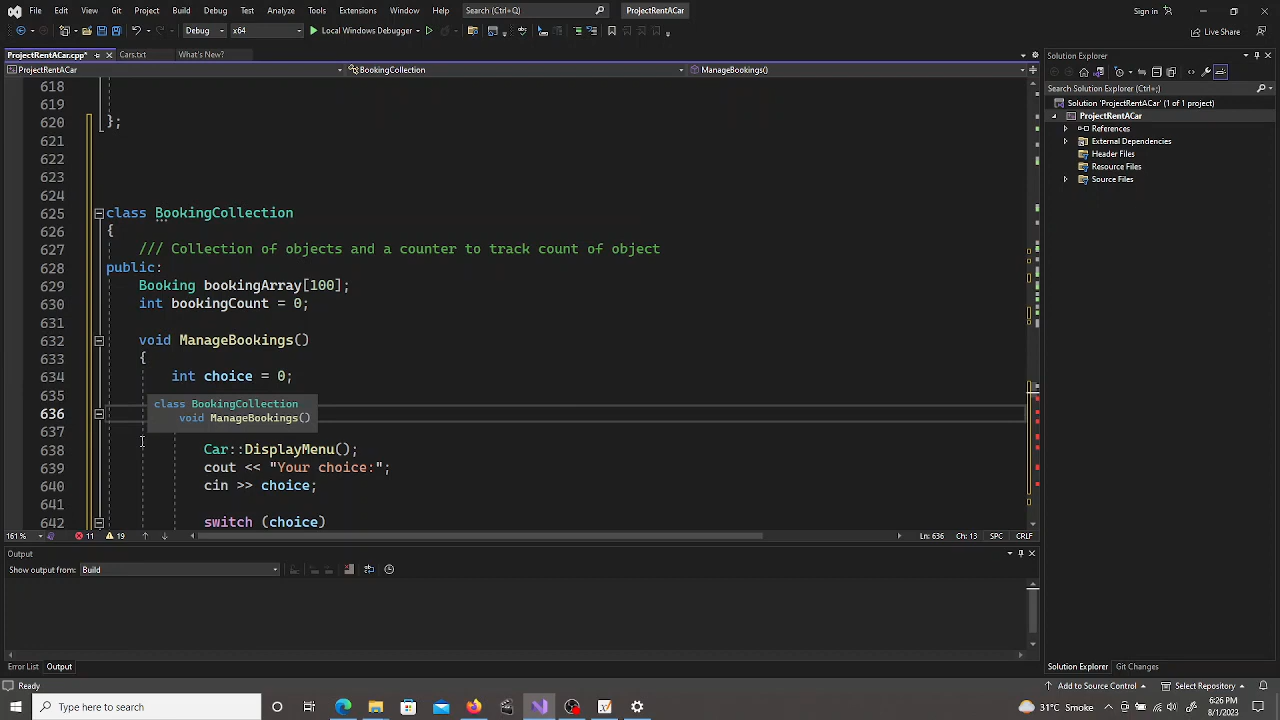 File Edit View Git Project Build Debug Test Analyze Tools Extensions Window Help Search (Ctrl+Q) ProjectRentACar Sign in
Debug x64 Local Windows Debugger Live Share
ProjectRentACar.cpp* Cars.txt What's New? Solution Explorer
ProjectRentACar BookingCollection ManageBookings()
Search Solution Explorer (Ctrl+;)
Solution 'ProjectRentACar' (1 of 1 project)
ProjectRentACar
References
External Dependencies
Header Files
Resource Files
Source Files
618
619
620 };
621
622
623
624
625 class BookingCollection
626 {
627 /// Collection of objects and a counter to track count of object
628 public:
629 Booking bookingArray[100];
630 int bookingCount = 0;
631
632 void ManageBookings()
633 {
634 int choice = 0;
635
class BookingCollection
636
void ManageBookings()
637
638 Car::DisplayMenu();
639 cout << "Your choice:";
640 cin >> choice;
641
642 switch (choice)
161 % 11 19 Ln: 636 Ch: 13 SPC CRLF
Output
Show output from: Build
Error List Output
Solution Explorer Git Changes
Ready Add to Source Control Select Repository
Type here to search 31°C Cloudy 6:26 PM
8/1/2023